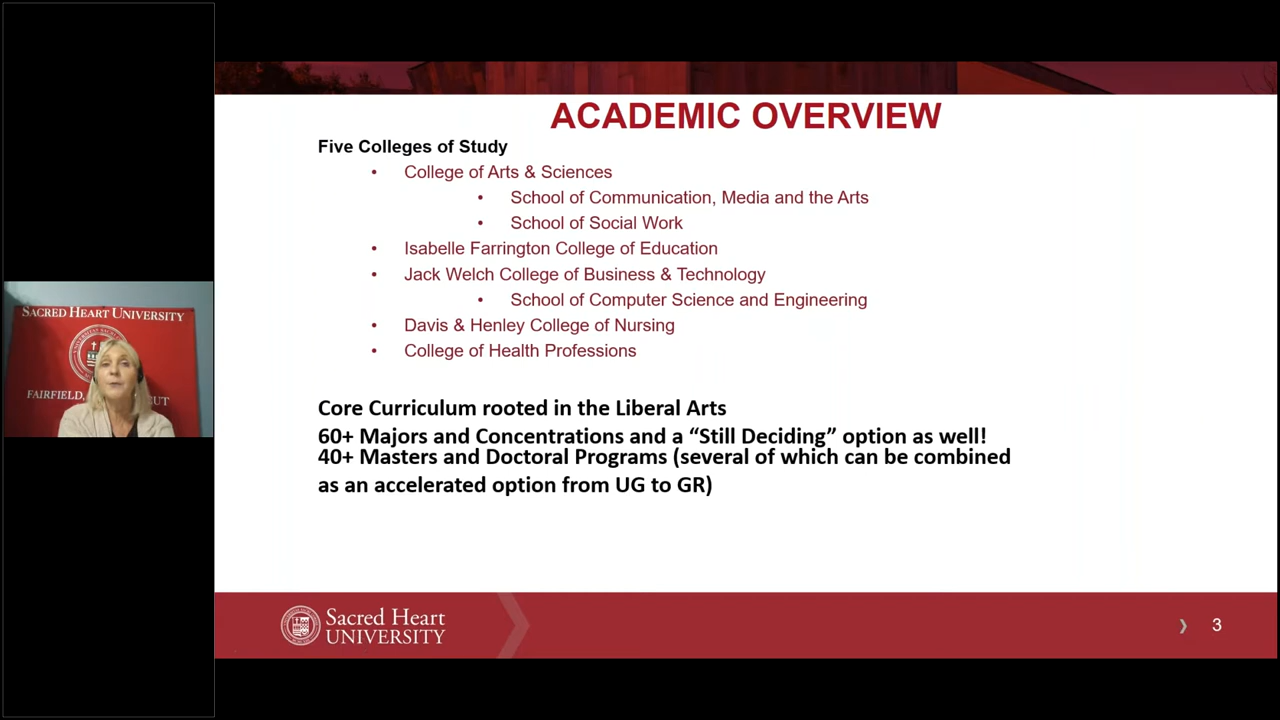 ACADEMIC OVERVIEW
Five Colleges of Study
• College of Arts & Sciences
• School of Communication, Media and the Arts
• School of Social Work
• Isabelle Farrington College of Education
• Jack Welch College of Business & Technology
• School of Computer Science and Engineering
• Davis & Henley College of Nursing
• College of Health Professions
Core Curriculum rooted in the Liberal Arts
60+ Majors and Concentrations and a “Still Deciding” option as well!
40+ Masters and Doctoral Programs (several of which can be combined
as an accelerated option from UG to GR)
SACRED HEART UNIVERSITY
FAIRFIELD,
CUT
Sacred Heart
UNIVERSITY
3